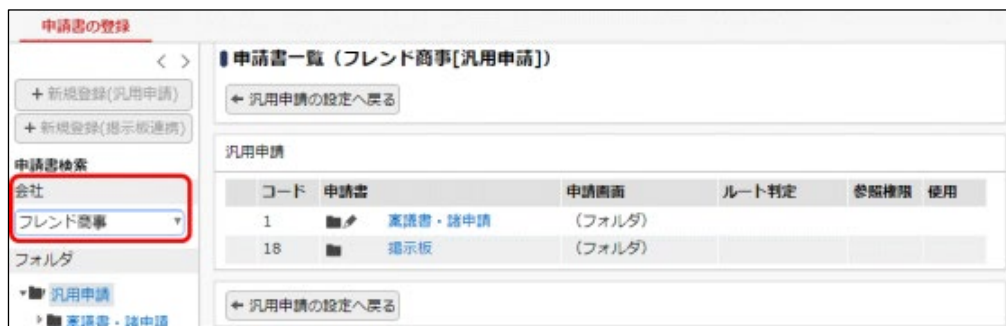 申請書の登録
< >
+ 新規登録(汎用申請)
+ 新規登録(掲示板連携)
申請書検索
会社
フレンド商事
フォルダ
汎用申請
稟議書・諸申請
申請書一覧（フレンド商事[汎用申請]）
← 汎用申請の設定へ戻る
汎用申請
コード 申請書 申請画面 ルート判定 参照権限 使用
1 稟議書・諸申請 （フォルダ）
18 掲示板 （フォルダ）
← 汎用申請の設定へ戻る